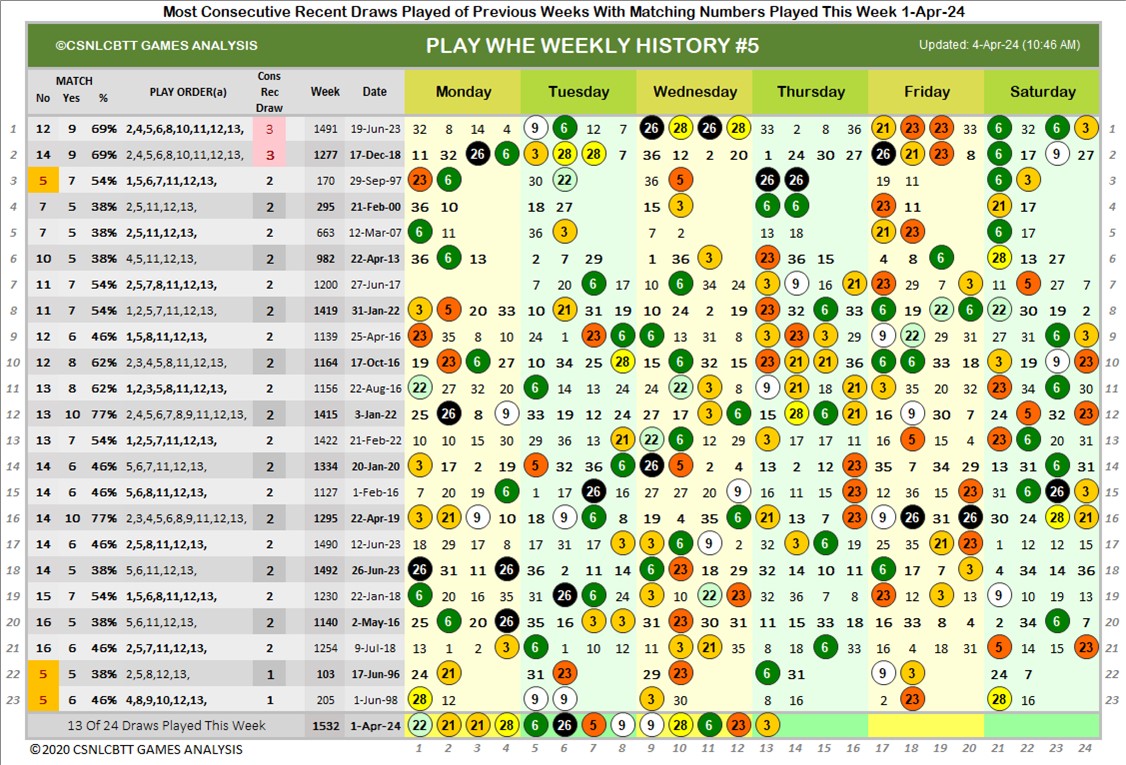 Most Consecutive Recent Draws Played of Previous Weeks With Matching Numbers Played This Week 1-Apr-24
©CSNLCBTT GAMES ANALYSIS PLAY WHE WEEKLY HISTORY #5 Updated: 4-Apr-24 (10:46 AM)
MATCH Cons
No Yes % PLAY ORDER(a) Rec Week Date Monday Tuesday Wednesday Thursday Friday Saturday
Draw
1 12 9 69% 2,4,5,6,8,10,11,12,13, 3 1491 19-Jun-23 32 8 14 4 9 6 12 7 26 28 26 28 33 2 8 36 21 23 23 33 6 32 6 3 1
2 14 9 69% 2,4,5,6,8,10,11,12,13, 3 1277 17-Dec-18 11 32 26 6 3 28 28 7 36 12 2 20 1 24 30 27 26 21 23 8 6 17 9 27 2
3 5 7 54% 1,5,6,7,11,12,13, 2 170 29-Sep-97 23 6 30 22 36 5 26 26 19 11 6 3 3
4 7 5 38% 2,5,11,12,13, 2 295 21-Feb-00 36 10 18 27 15 3 6 6 23 11 21 17 4
5 7 5 38% 2,5,11,12,13, 2 663 12-Mar-07 6 11 36 3 7 2 13 18 21 23 6 17 5
6 10 5 38% 4,5,11,12,13, 2 982 22-Apr-13 36 6 13 2 7 29 1 36 3 23 36 15 4 8 6 28 13 27 6
7 11 7 54% 2,5,7,8,11,12,13, 2 1200 27-Jun-17 7 20 6 17 10 6 34 24 3 9 16 21 23 29 7 3 11 5 27 7 7
8 11 7 54% 1,2,5,7,11,12,13, 2 1419 31-Jan-22 3 5 20 33 10 21 31 19 10 24 2 19 23 32 6 33 6 19 22 6 22 30 19 2 8
9 12 6 46% 1,5,8,11,12,13, 2 1139 25-Apr-16 23 35 8 10 24 1 23 6 6 13 31 8 3 23 3 29 9 22 29 31 27 31 6 3 9
10 12 8 62% 2,3,4,5,8,11,12,13, 2 1164 17-Oct-16 19 23 6 27 10 34 25 28 15 6 32 15 23 21 21 36 6 6 33 18 3 19 9 23 10
11 13 8 62% 1,2,3,5,8,11,12,13, 2 1156 22-Aug-16 22 27 32 20 6 14 13 24 24 22 3 8 9 21 18 21 3 35 20 32 23 34 6 30 11
12 13 10 77% 2,4,5,6,7,8,9,11,12,13, 2 1415 3-Jan-22 25 26 8 9 33 19 12 24 27 17 3 6 15 28 6 21 16 9 30 7 24 5 32 23 12
13 13 7 54% 1,2,5,7,11,12,13, 2 1422 21-Feb-22 10 10 15 30 29 36 13 21 22 6 12 29 3 17 17 11 16 5 15 4 23 6 20 31 13
14 14 6 46% 5,6,7,11,12,13, 2 1334 20-Jan-20 3 17 2 19 5 32 36 6 26 5 2 4 13 2 12 23 35 7 34 29 13 31 6 31 14
15 14 6 46% 5,6,8,11,12,13, 2 1127 1-Feb-16 7 20 19 6 1 17 26 16 27 27 20 9 16 11 15 23 12 36 15 23 31 6 26 3 15
16 14 10 77% 2,3,4,5,6,8,9,11,12,13, 2 1295 22-Apr-19 3 21 9 10 18 9 6 8 19 4 35 6 21 13 7 23 9 26 31 26 30 24 28 21 16
17 14 6 46% 2,5,8,11,12,13, 2 1490 12-Jun-23 18 29 17 8 17 31 17 3 3 6 9 2 32 3 6 19 25 35 21 23 1 12 12 15 17
18 14 5 38% 5,6,11,12,13, 2 1492 26-Jun-23 26 31 11 26 36 2 11 14 6 23 18 29 32 14 10 11 6 17 7 3 4 34 14 36 18
19 15 7 54% 1,5,6,8,11,12,13, 2 1230 22-Jan-18 6 20 16 35 31 26 6 24 3 10 22 23 32 36 7 8 23 12 3 13 9 10 19 13 19
20 16 5 38% 5,6,11,12,13, 2 1140 2-May-16 25 6 20 26 35 16 3 3 31 23 30 31 11 15 33 18 16 33 8 4 2 34 6 7 20
21 16 6 46% 2,5,7,11,12,13, 2 1254 9-Jul-18 13 1 2 3 6 1 10 12 11 3 21 35 8 18 6 33 16 4 18 31 5 14 15 23 21
22 5 5 38% 2,5,8,12,13, 1 103 17-Jun-96 24 21 31 23 29 23 6 31 9 3 24 7 22
23 5 6 46% 4,8,9,10,12,13, 1 205 1-Jun-98 28 12 9 9 3 30 8 16 2 23 28 16 23
13 Of 24 Draws Played This Week 1532 1-Apr-24 22 21 21 28 6 26 5 9 9 28 6 23 3
© 2020 CSNLCBTT GAMES ANALYSIS 1 2 3 4 5 6 7 8 9 10 11 12 13 14 15 16 17 18 19 20 21 22 23 24